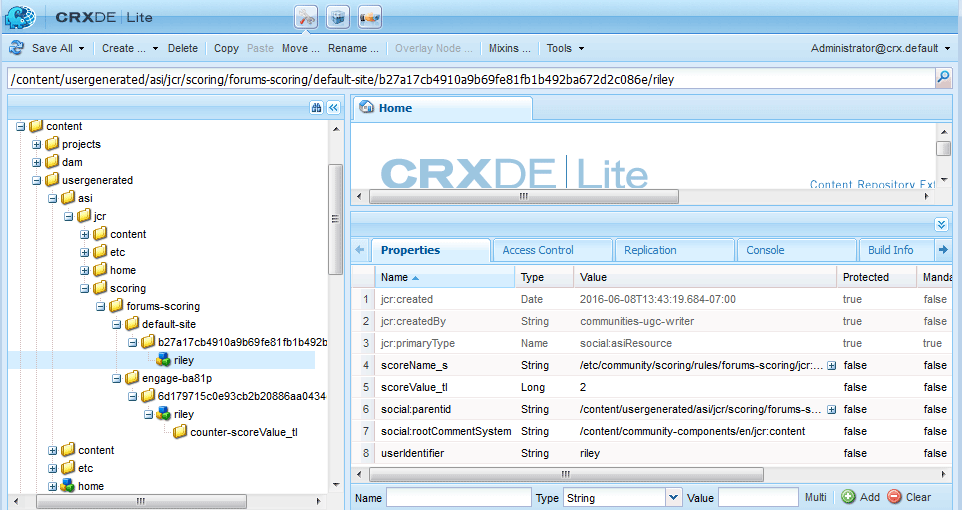 CRXDE | Lite
Save All Create ... Delete Copy Paste Move ... Rename ... Overlay Node ... Mixins ... Tools Administrator@crx.default
/content/usergenerated/asi/jcr/scoring/forums-scoring/default-site/b27a17cb4910a9b69fe81fb1b492ba672d2c086e/riley
content
projects
dam
usergenerated
asi
jcr
content
etc
home
scoring
forums-scoring
default-site
b27a17cb4910a9b69fe81fb1b492b
riley
engage-ba81p
6d179715c0e93cb2b20886aa0434
riley
counter-scoreValue_tl
content
etc
home
Home
CRXDE | Lite
Content Repository Ext
Properties Access Control Replication Console Build Info
Name Type Value Protected Manda
1 jcr:created Date 2016-06-08T13:43:19.684-07:00 true false
2 jcr:createdBy String communities-ugc-writer true false
3 jcr:primaryType Name social:asiResource true true
4 scoreName_s String /etc/community/scoring/rules/forums-scoring/jcr:... false false
5 scoreValue_tl Long 2 false false
6 social:parentid String /content/usergenerated/asi/jcr/scoring/forums-s... false false
7 social:rootCommentSystem String /content/community-components/en/jcr:content false false
8 userIdentifier String riley false false
Name Type String Value Multi Add Clear